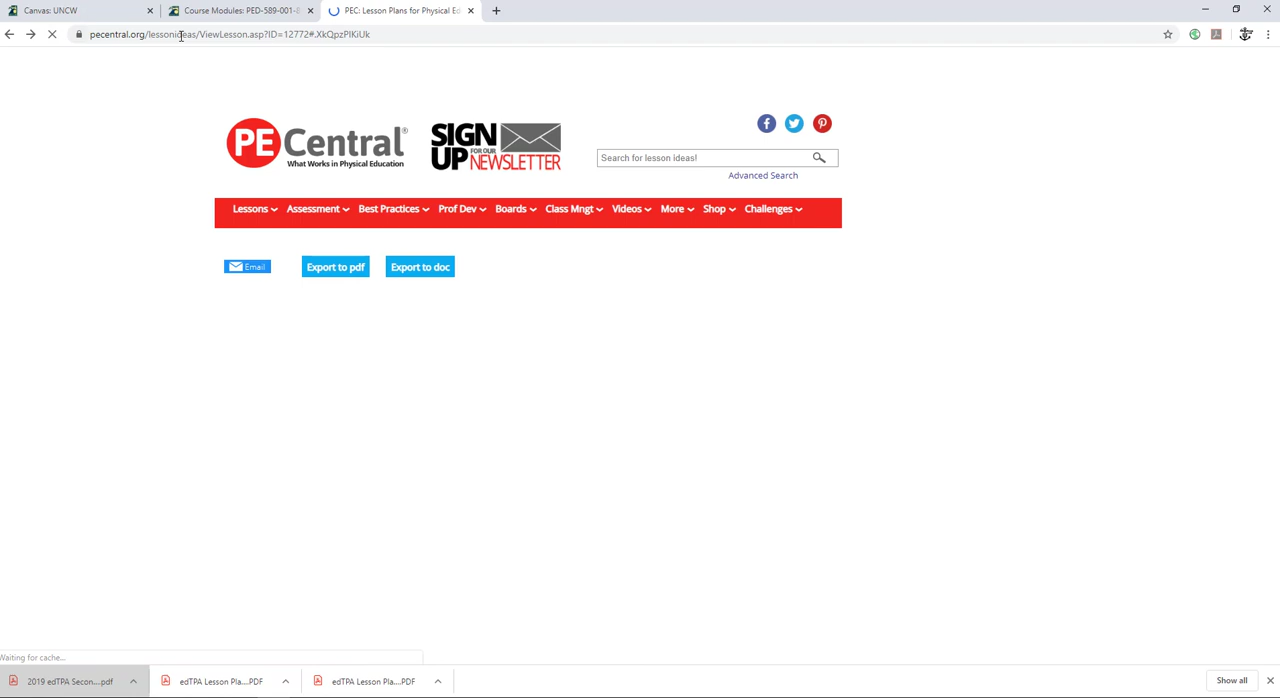 Canvas: UNCW
Course Modules: PED-589-001-I
PEC: Lesson Plans for Physical Ed
pecentral.org/lessonideas/ViewLesson.asp?ID=12772#.XkQpzPlKiUk
PE Central®
What Works in Physical Education
SIGN UP FOR OUR NEWSLETTER
Search for lesson ideas!
Advanced Search
Lessons Assessment Best Practices Prof Dev Boards Class Mngt Videos More Shop Challenges
Email Export to pdf Export to doc
Waiting for cache...
2019 edTPA Secon....pdf edTPA Lesson Pla....PDF edTPA Lesson Pla....PDF Show all